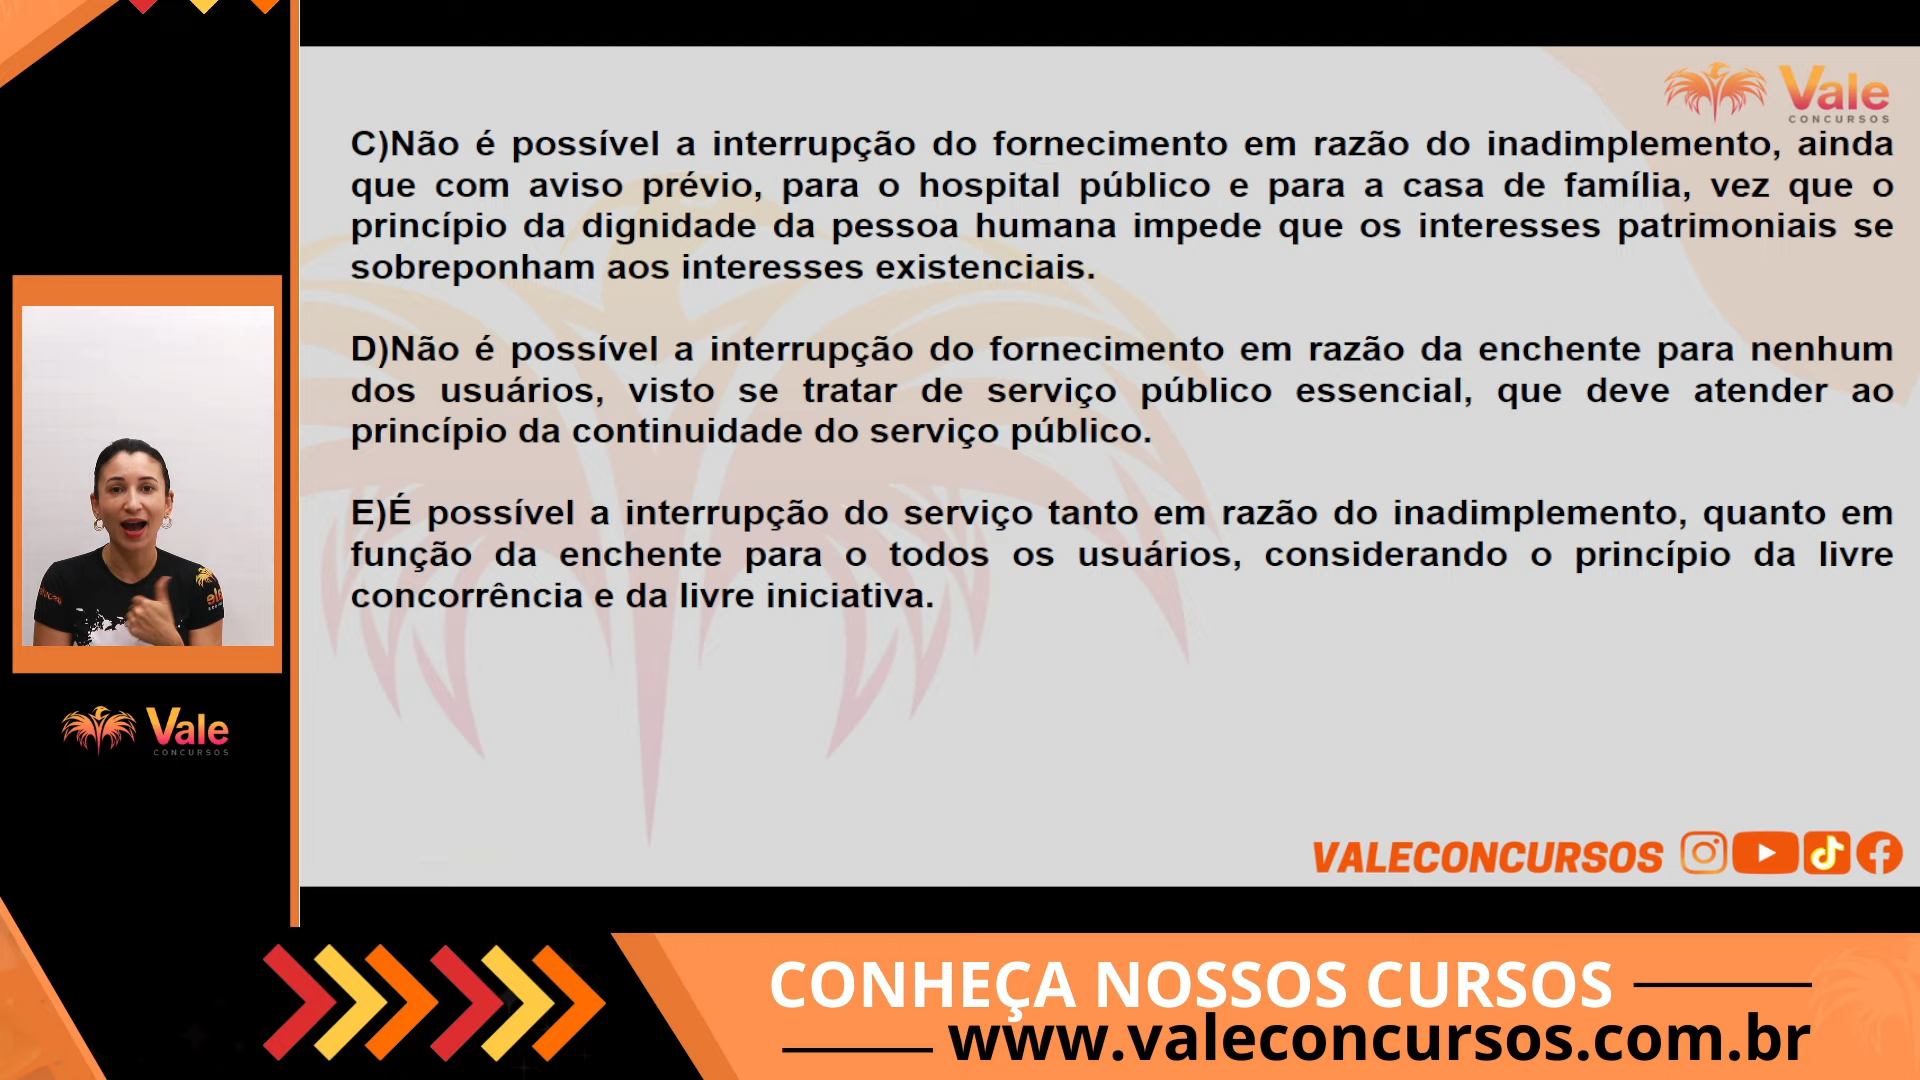 Vale
CONCURSOS
C)Não é possível a interrupção do fornecimento em razão do inadimplemento, ainda
que com aviso prévio, para o hospital público e para a casa de família, vez que o
princípio da dignidade da pessoa humana impede que os interesses patrimoniais se
sobreponham aos interesses existenciais.
D)Não é possível a interrupção do fornecimento em razão da enchente para nenhum
dos usuários, visto se tratar de serviço público essencial, que deve atender ao
princípio da continuidade do serviço público.
E)É possível a interrupção do serviço tanto em razão do inadimplemento, quanto em
função da enchente para o todos os usuários, considerando o princípio da livre
concorrência e da livre iniciativa.
Vale
CONCURSOS
VALECONCURSOS
CONHEÇA NOSSOS CURSOS
www.valeconcursos.com.br